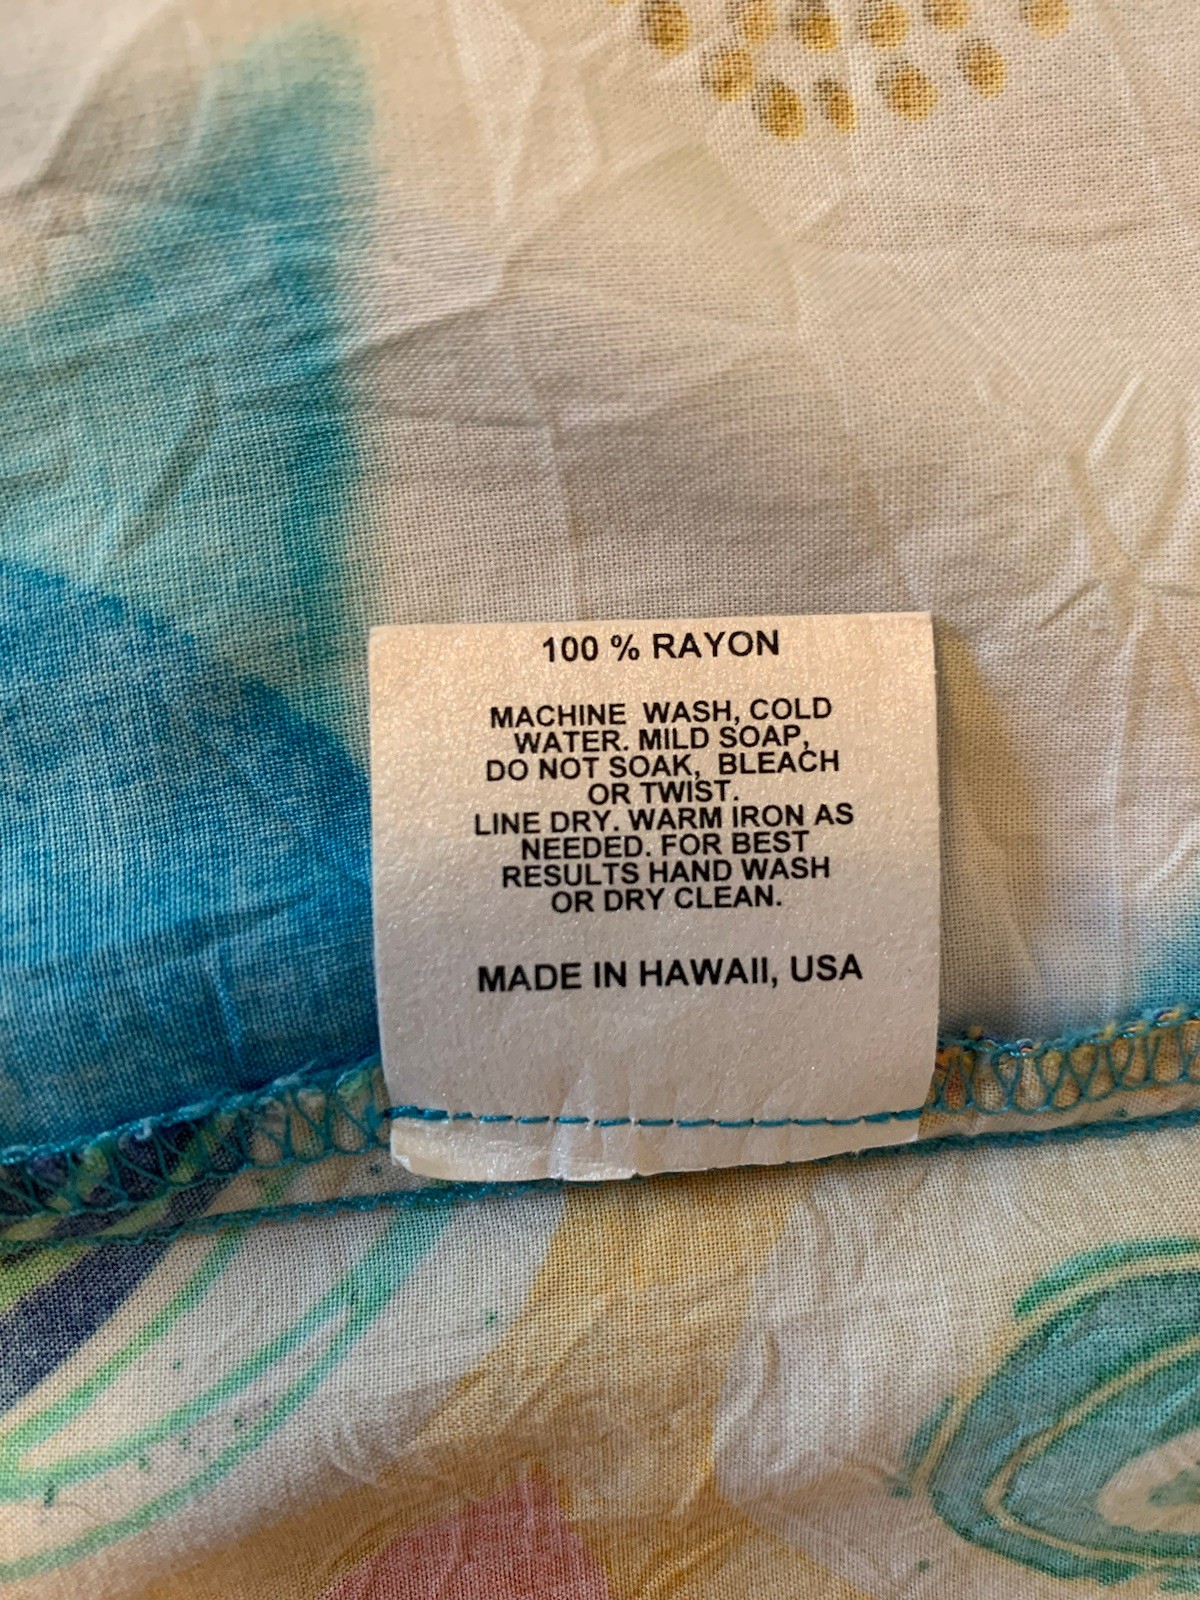 100 % RAYON
MACHINE WASH, COLD
WATER. MILD SOAP,
DO NOT SOAK, BLEACH
OR TWIST.
LINE DRY. WARM IRON AS
NEEDED. FOR BEST
RESULTS HAND WASH
OR DRY CLEAN.
MADE IN HAWAII, USA